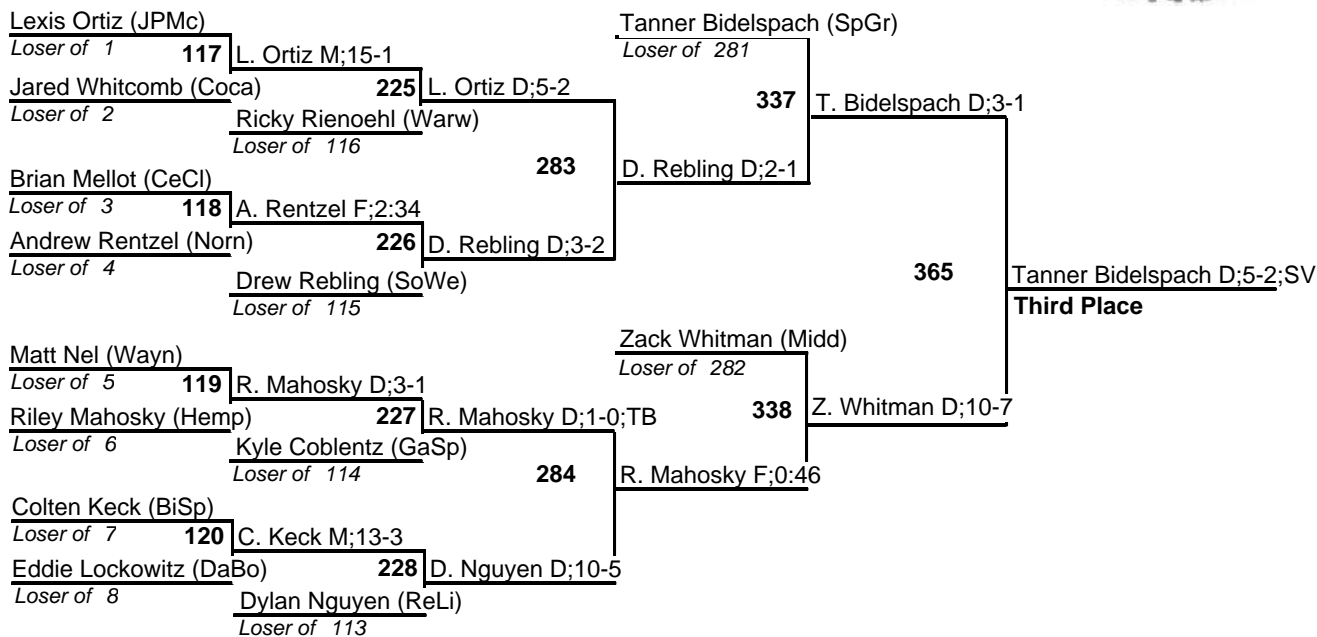 Lexis Ortiz (JPMc)
Loser of 1
117
L. Ortiz M;15-1
Jared Whitcomb (Coca)
Loser of 2
225
L. Ortiz D;5-2
Ricky Rienoehl (Warw)
Loser of 116
283
D. Rebling D;2-1
Brian Mellot (CeCl)
Loser of 3
118
A. Rentzel F;2:34
Andrew Rentzel (Norn)
Loser of 4
226
D. Rebling D;3-2
Drew Rebling (SoWe)
Loser of 115
Matt Nel (Wayn)
Loser of 5
119
R. Mahosky D;3-1
Riley Mahosky (Hemp)
Loser of 6
227
R. Mahosky D;1-0;TB
Kyle Coblentz (GaSp)
Loser of 114
284
R. Mahosky F;0:46
Colten Keck (BiSp)
Loser of 7
120
C. Keck M;13-3
Eddie Lockowitz (DaBo)
Loser of 8
228
D. Nguyen D;10-5
Dylan Nguyen (ReLi)
Loser of 113
Tanner Bidelspach (SpGr)
Loser of 281
337
T. Bidelspach D;3-1
Zack Whitman (Midd)
Loser of 282
338
Z. Whitman D;10-7
365
Tanner Bidelspach D;5-2;SV
Third Place